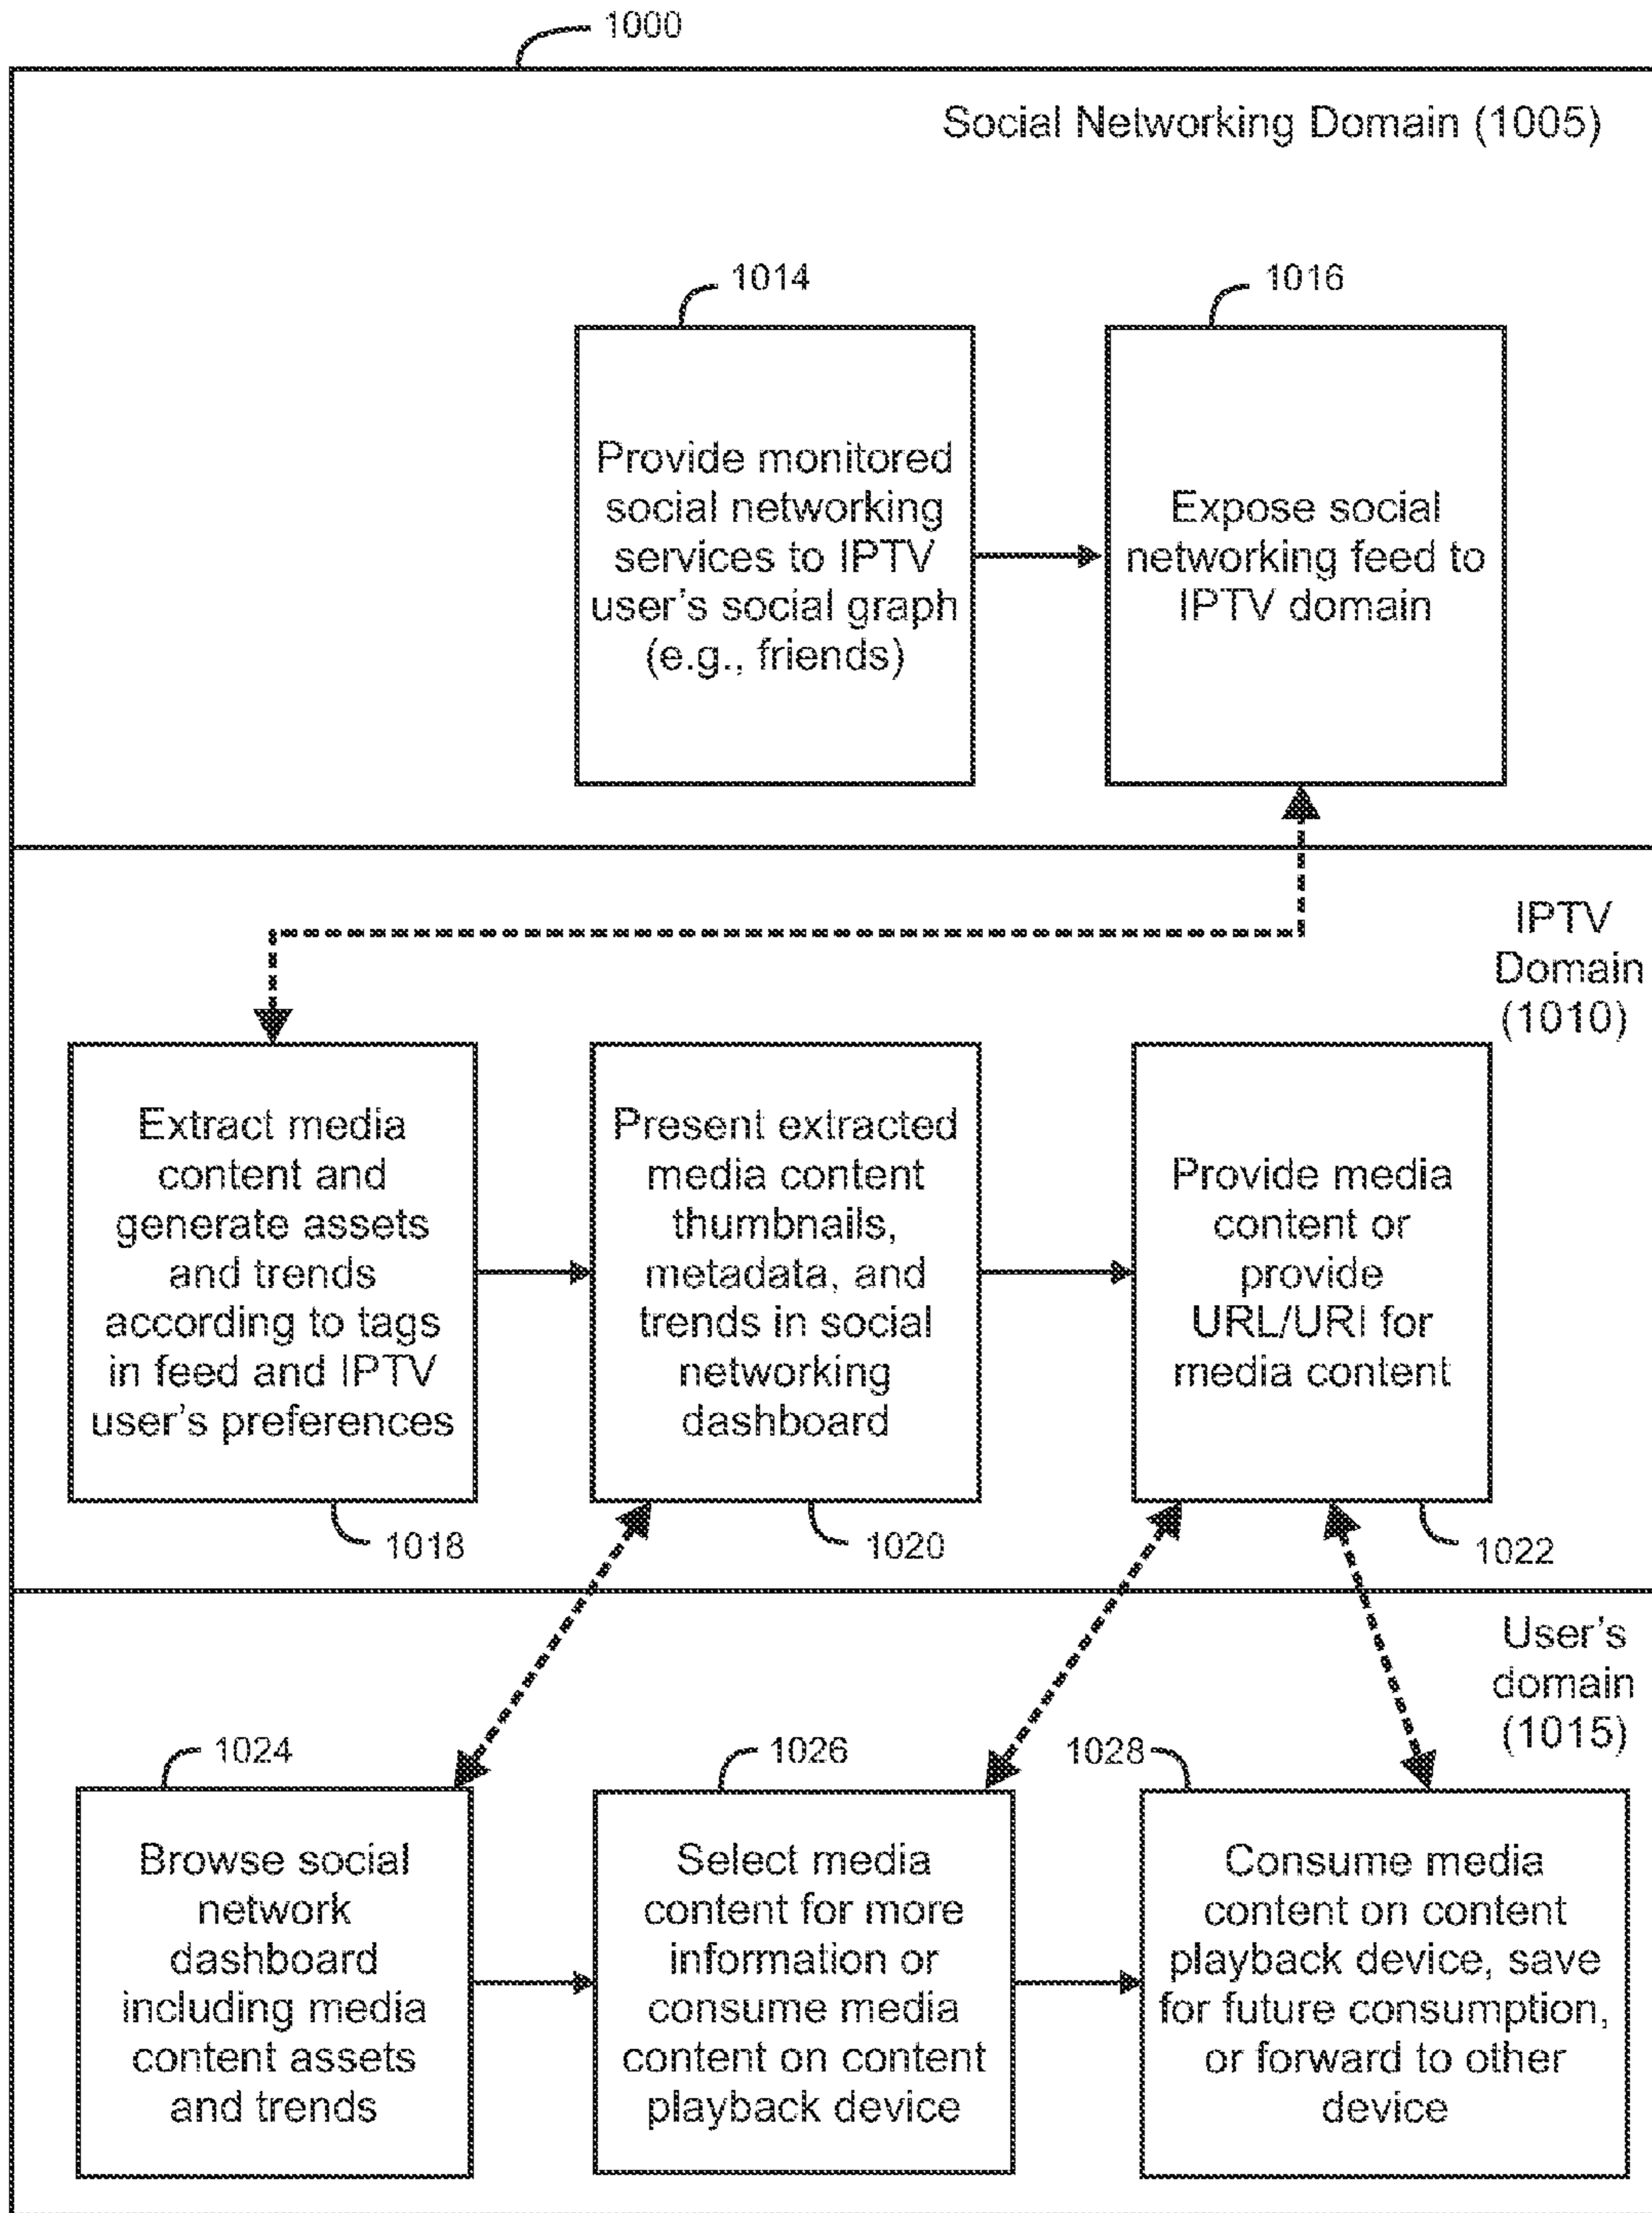 1000
Social Networking Domain (1005)
1014
1016
Provide monitored
social networking
services to IPTV
user's social graph
(e.g., friends)
Expose social
networking feed to
IPTV domain
IPTV
Domain
(1010)
Extract media
content and
generate assets
and trends
according to tags
in feed and IPTV
user's preferences
Present extracted
media content
thumbnails,
metadata, and
trends in social
networking
dashboard
Provide media
content or
provide
URL/URI for
media content
1018
1020
1022
User's
domain
(1015)
1024
1026
1028
Browse social
network
dashboard
including media
content assets
and trends
Select media
content for more
information or
consume media
content on content
playback device
Consume media
content on content
playback device, save
for future consumption,
or forward to other
device